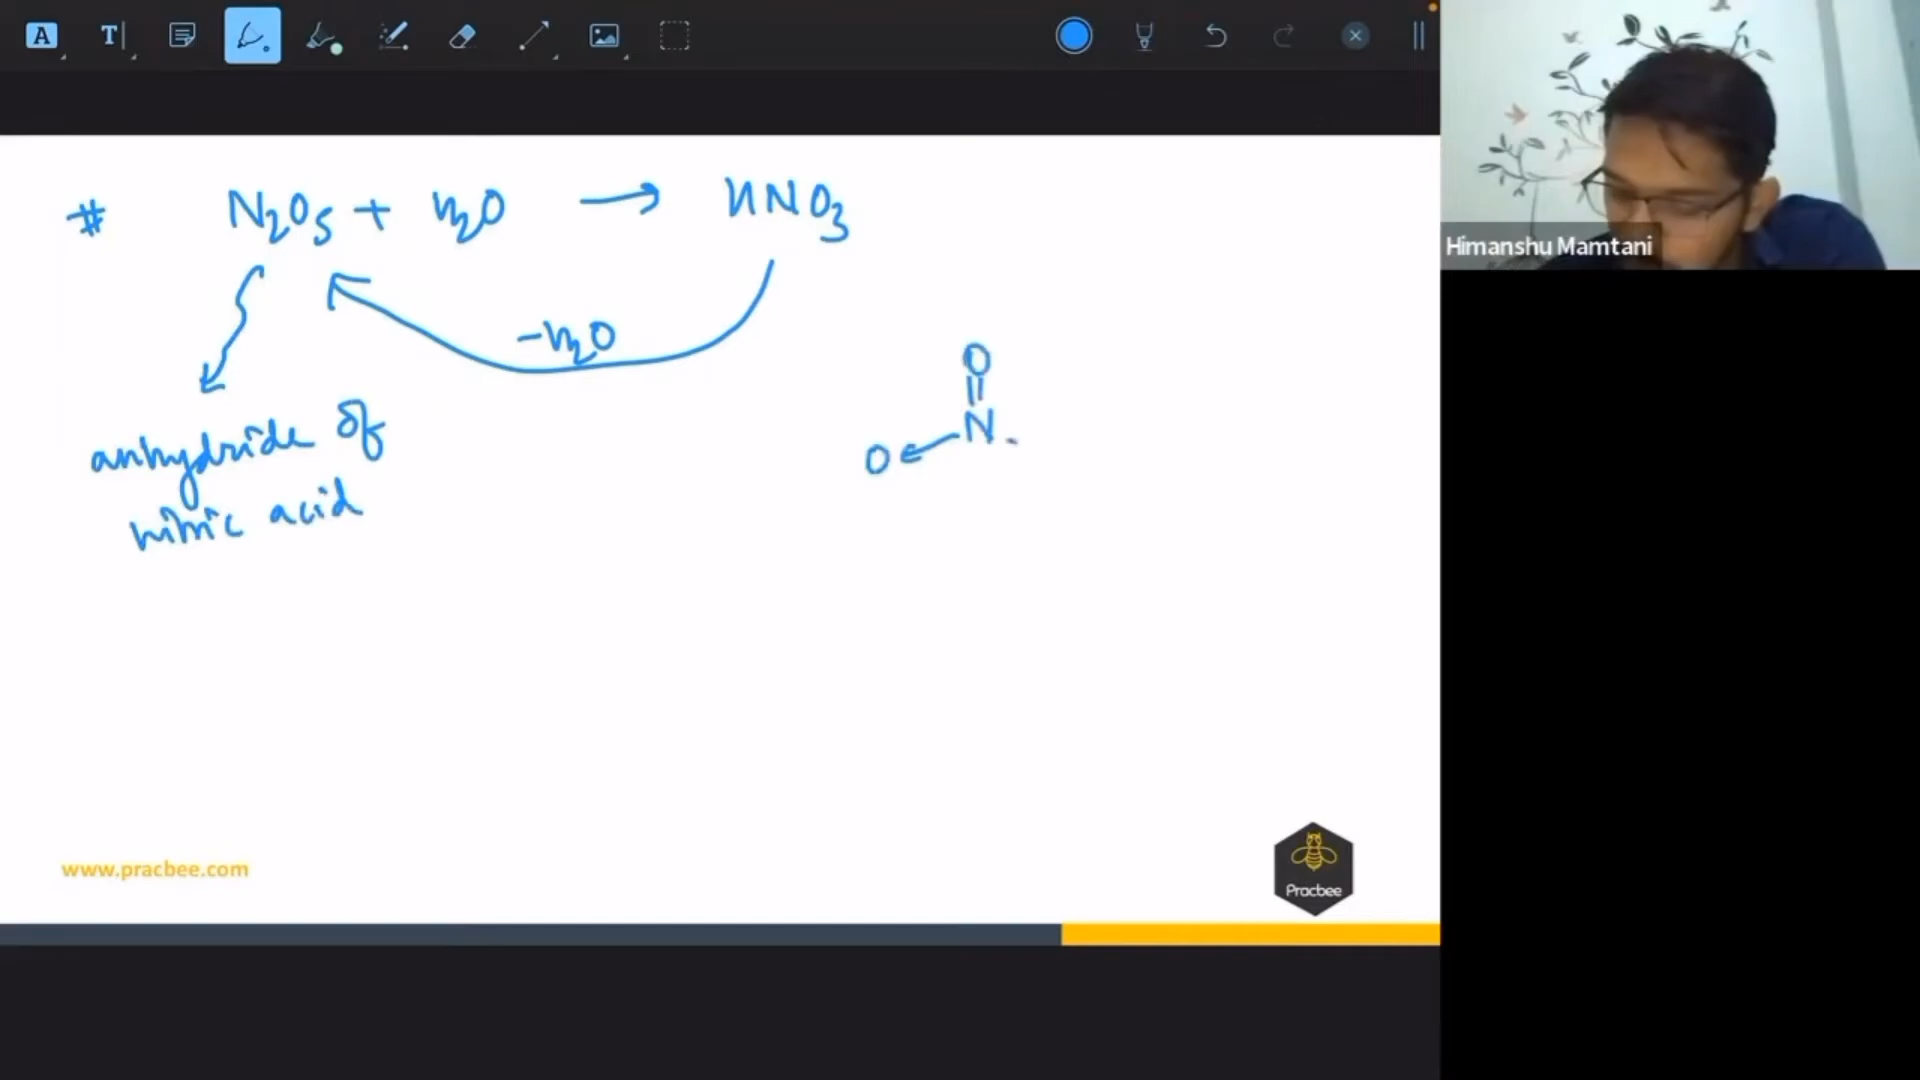 A T|
# N2O5 + H2O → HNO3
-H2O
anhydride of
nitric acid
O
||
N
O
Himanshu Mamtani
www.pracbee.com
Pracbee